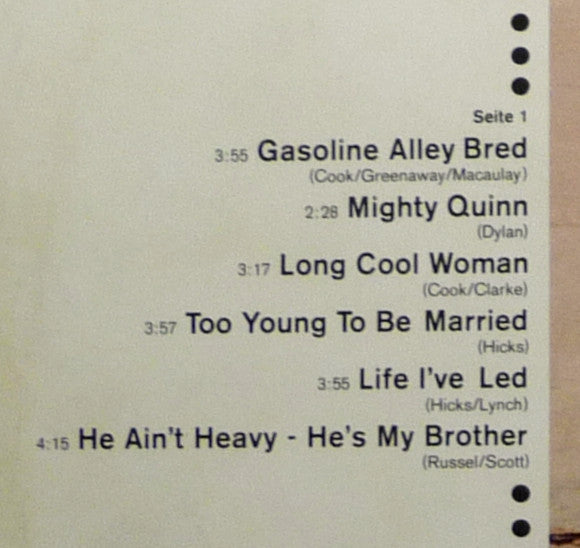 Seite 1
3:55 Gasoline Alley Bred
(Cook/Greenaway/Macaulay)
2:28 Mighty Quinn
(Dylan)
3:17 Long Cool Woman
(Cook/Clarke)
3:57 Too Young To Be Married
(Hicks)
3:55 Life I've Led
(Hicks/Lynch)
4:15 He Ain't Heavy - He's My Brother
(Russel/Scott)